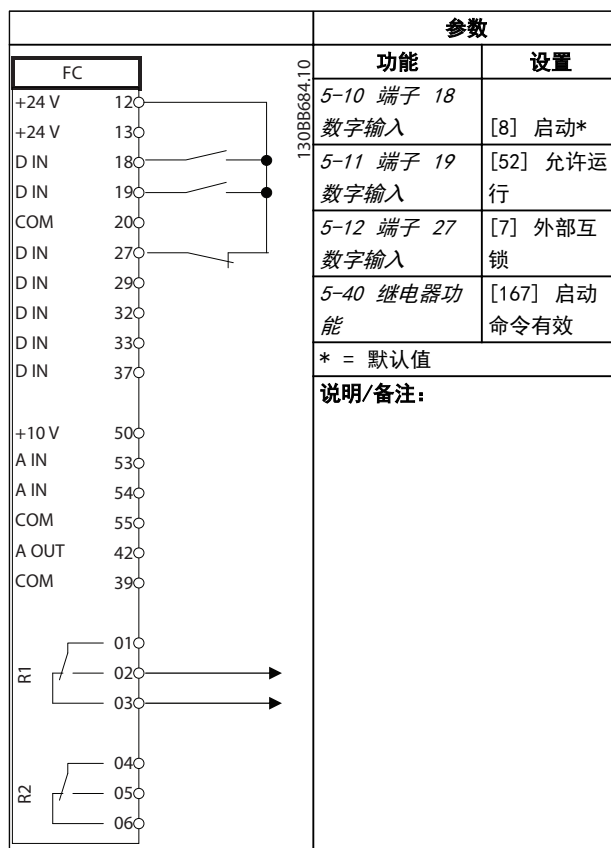 FC
+24 V 12
+24 V 13
D IN 18
D IN 19
COM 20
D IN 27
D IN 29
D IN 32
D IN 33
D IN 37
+10 V 50
A IN 53
A IN 54
COM 55
A OUT 42
COM 39
R1
01
02
03
R2
04
05
06
130BB684.10
参数
功能 设置
5-10 端子 18
数字输入 [8] 启动*
5-11 端子 19 [52] 允许运
数字输入 行
5-12 端子 27 [7] 外部互
数字输入 锁
5-40 继电器功 [167] 启动
能 命令有效
* = 默认值
说明/备注：